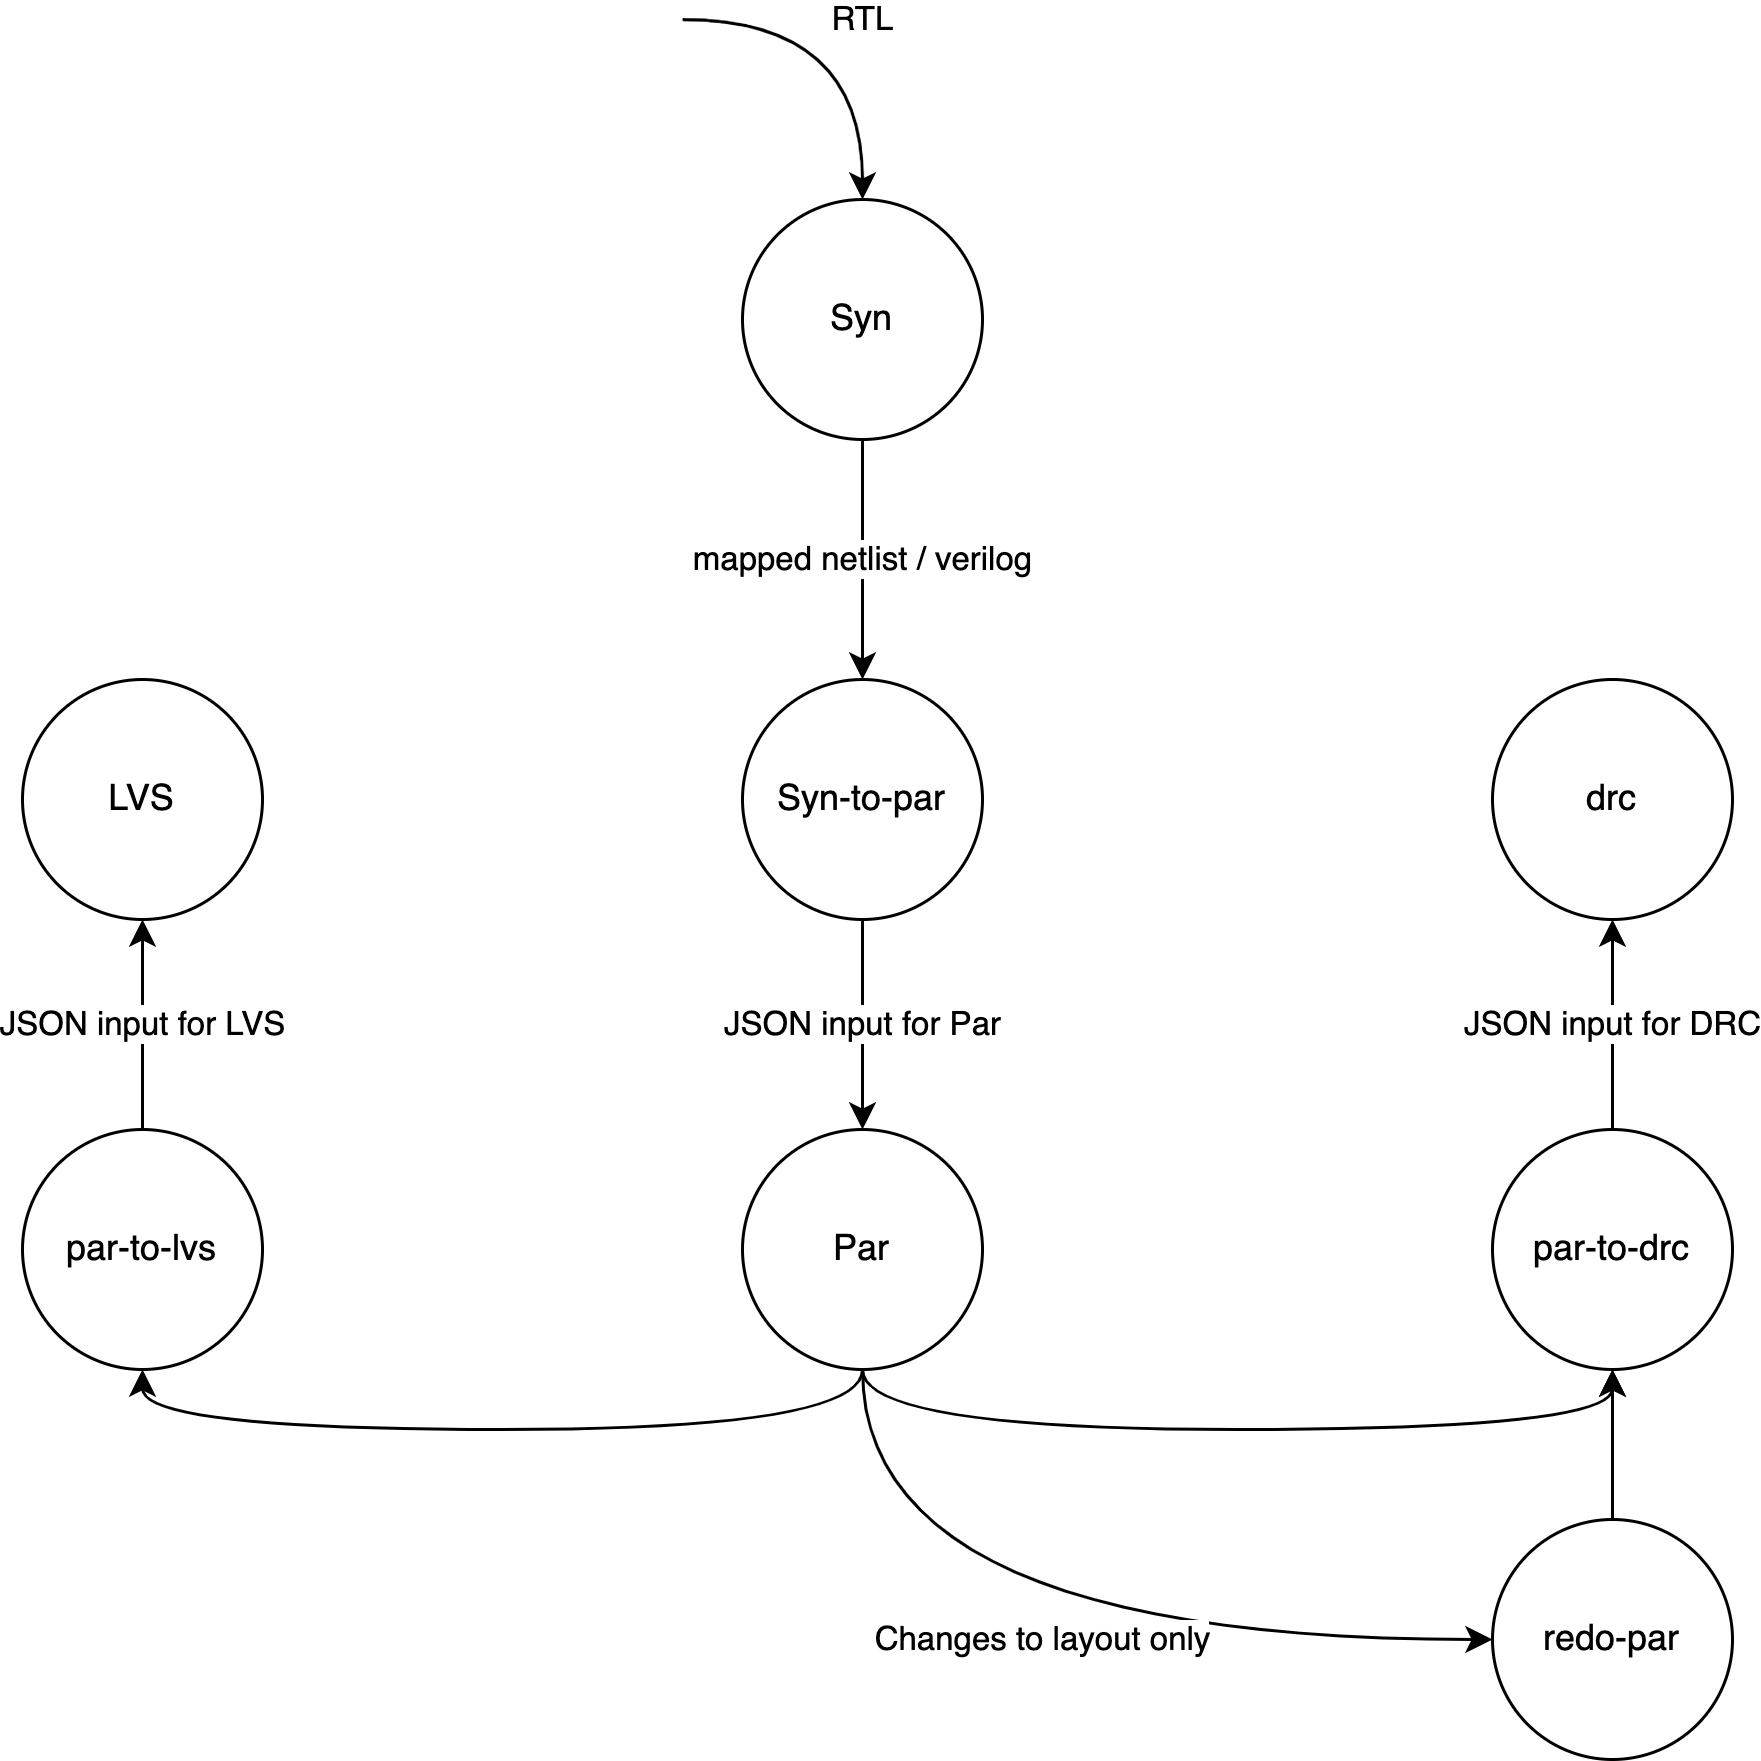 RTL
Syn
mapped netlist / verilog
LVS
Syn-to-par
drc
JSON input for LVS
JSON input for Par
JSON input for DRC
par-to-lvs
Par
par-to-drc
Changes to layout only
redo-par